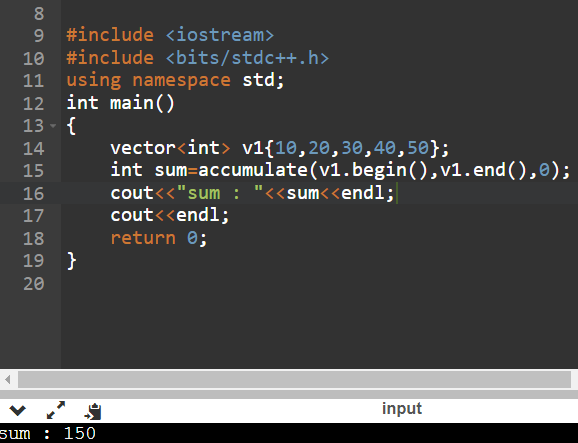 8
9 #include <iostream>
10 #include <bits/stdc++.h>
11 using namespace std;
12 int main()
13 {
14     vector<int> v1{10,20,30,40,50};
15     int sum=accumulate(v1.begin(),v1.end(),0);
16     cout<<"sum : "<<sum<<endl;
17     cout<<endl;
18     return 0;
19 }
20
input
sum : 150